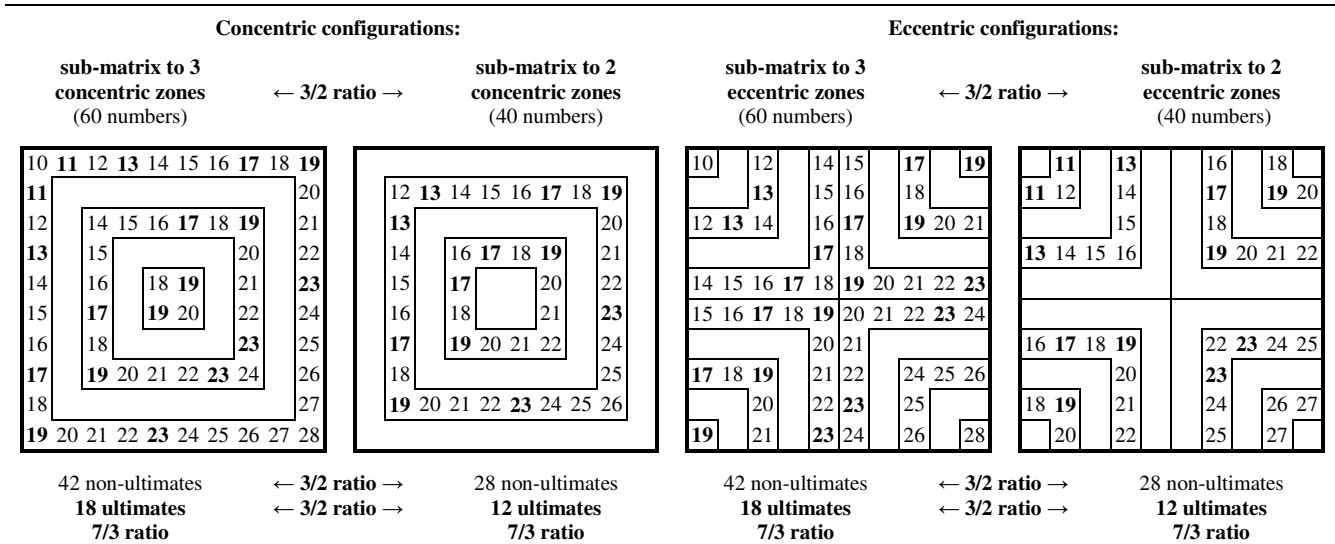 Concentric configurations: Eccentric configurations:
sub-matrix to 3 sub-matrix to 2 sub-matrix to 3 sub-matrix to 2
concentric zones ← 3/2 ratio → concentric zones eccentric zones ← 3/2 ratio → eccentric zones
(60 numbers) (40 numbers) (60 numbers) (40 numbers)
10 11 12 13 14 15 16 17 18 19 10 12 14 15 17 19 11 13 16 18
11 20 12 13 14 15 16 17 18 19 13 15 16 18 11 12 14 17 19 20
12 14 15 16 17 18 19 21 13 20 12 13 14 16 17 19 20 21 15 18
13 15 20 22 14 16 17 18 19 21 17 18 13 14 15 16 19 20 21 22
14 16 18 19 21 23 15 17 20 22 14 15 16 17 18 19 20 21 22 23
15 17 19 20 22 24 16 18 21 23 15 16 17 18 19 20 21 22 23 24
16 18 23 25 17 19 20 21 22 24 20 21 16 17 18 19 22 23 24 25
17 19 20 21 22 23 24 26 18 25 17 18 19 21 22 24 25 26 20 23
18 27 19 20 21 22 23 24 25 26 20 22 23 25 18 19 21 24 26 27
19 20 21 22 23 24 25 26 27 28 19 21 23 24 26 28 20 22 25 27
42 non-ultimates ← 3/2 ratio → 28 non-ultimates 42 non-ultimates ← 3/2 ratio → 28 non-ultimates
18 ultimates ← 3/2 ratio → 12 ultimates 18 ultimates ← 3/2 ratio → 12 ultimates
7/3 ratio 7/3 ratio 7/3 ratio 7/3 ratio